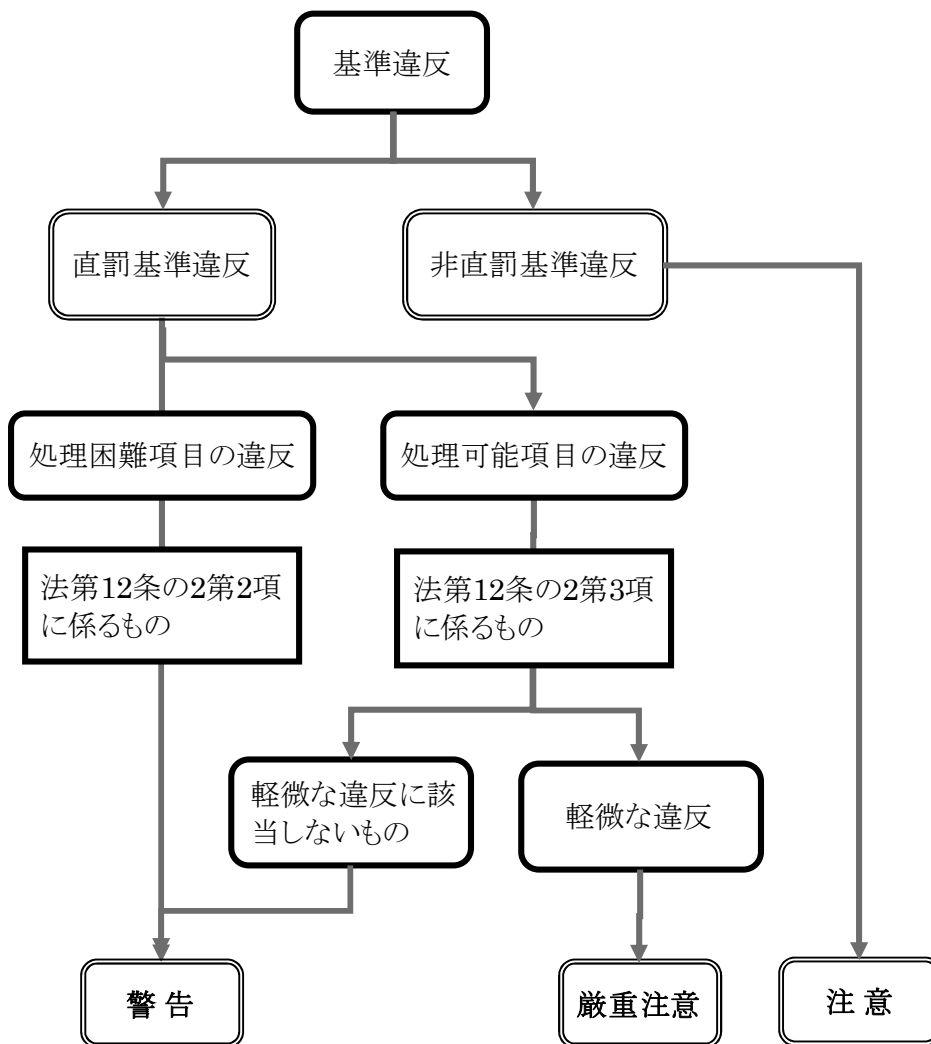 基準違反
直罰基準違反
非直罰基準違反
処理困難項目の違反
処理可能項目の違反
法第12条の2第2項
に係るもの
法第12条の2第3項
に係るもの
軽微な違反に該
当しないもの
軽微な違反
警告
厳重注意
注意